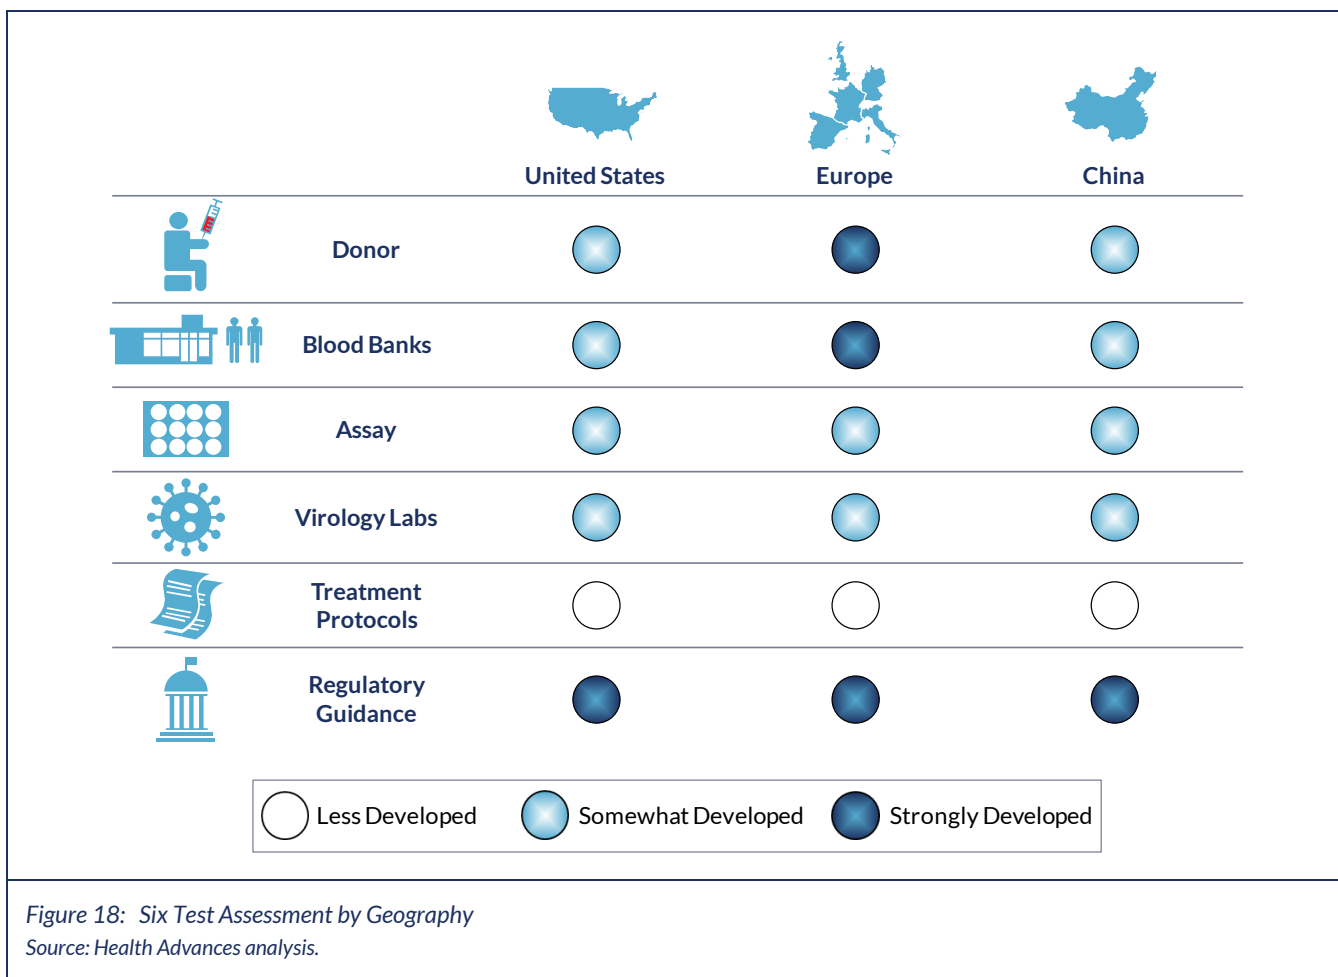 United States
Europe
China
Donor
Blood Banks
Assay
Virology Labs
Treatment
Protocols
Regulatory
Guidance
Less Developed
Somewhat Developed
Strongly Developed
Figure 18: Six Test Assessment by Geography
Source: Health Advances analysis.